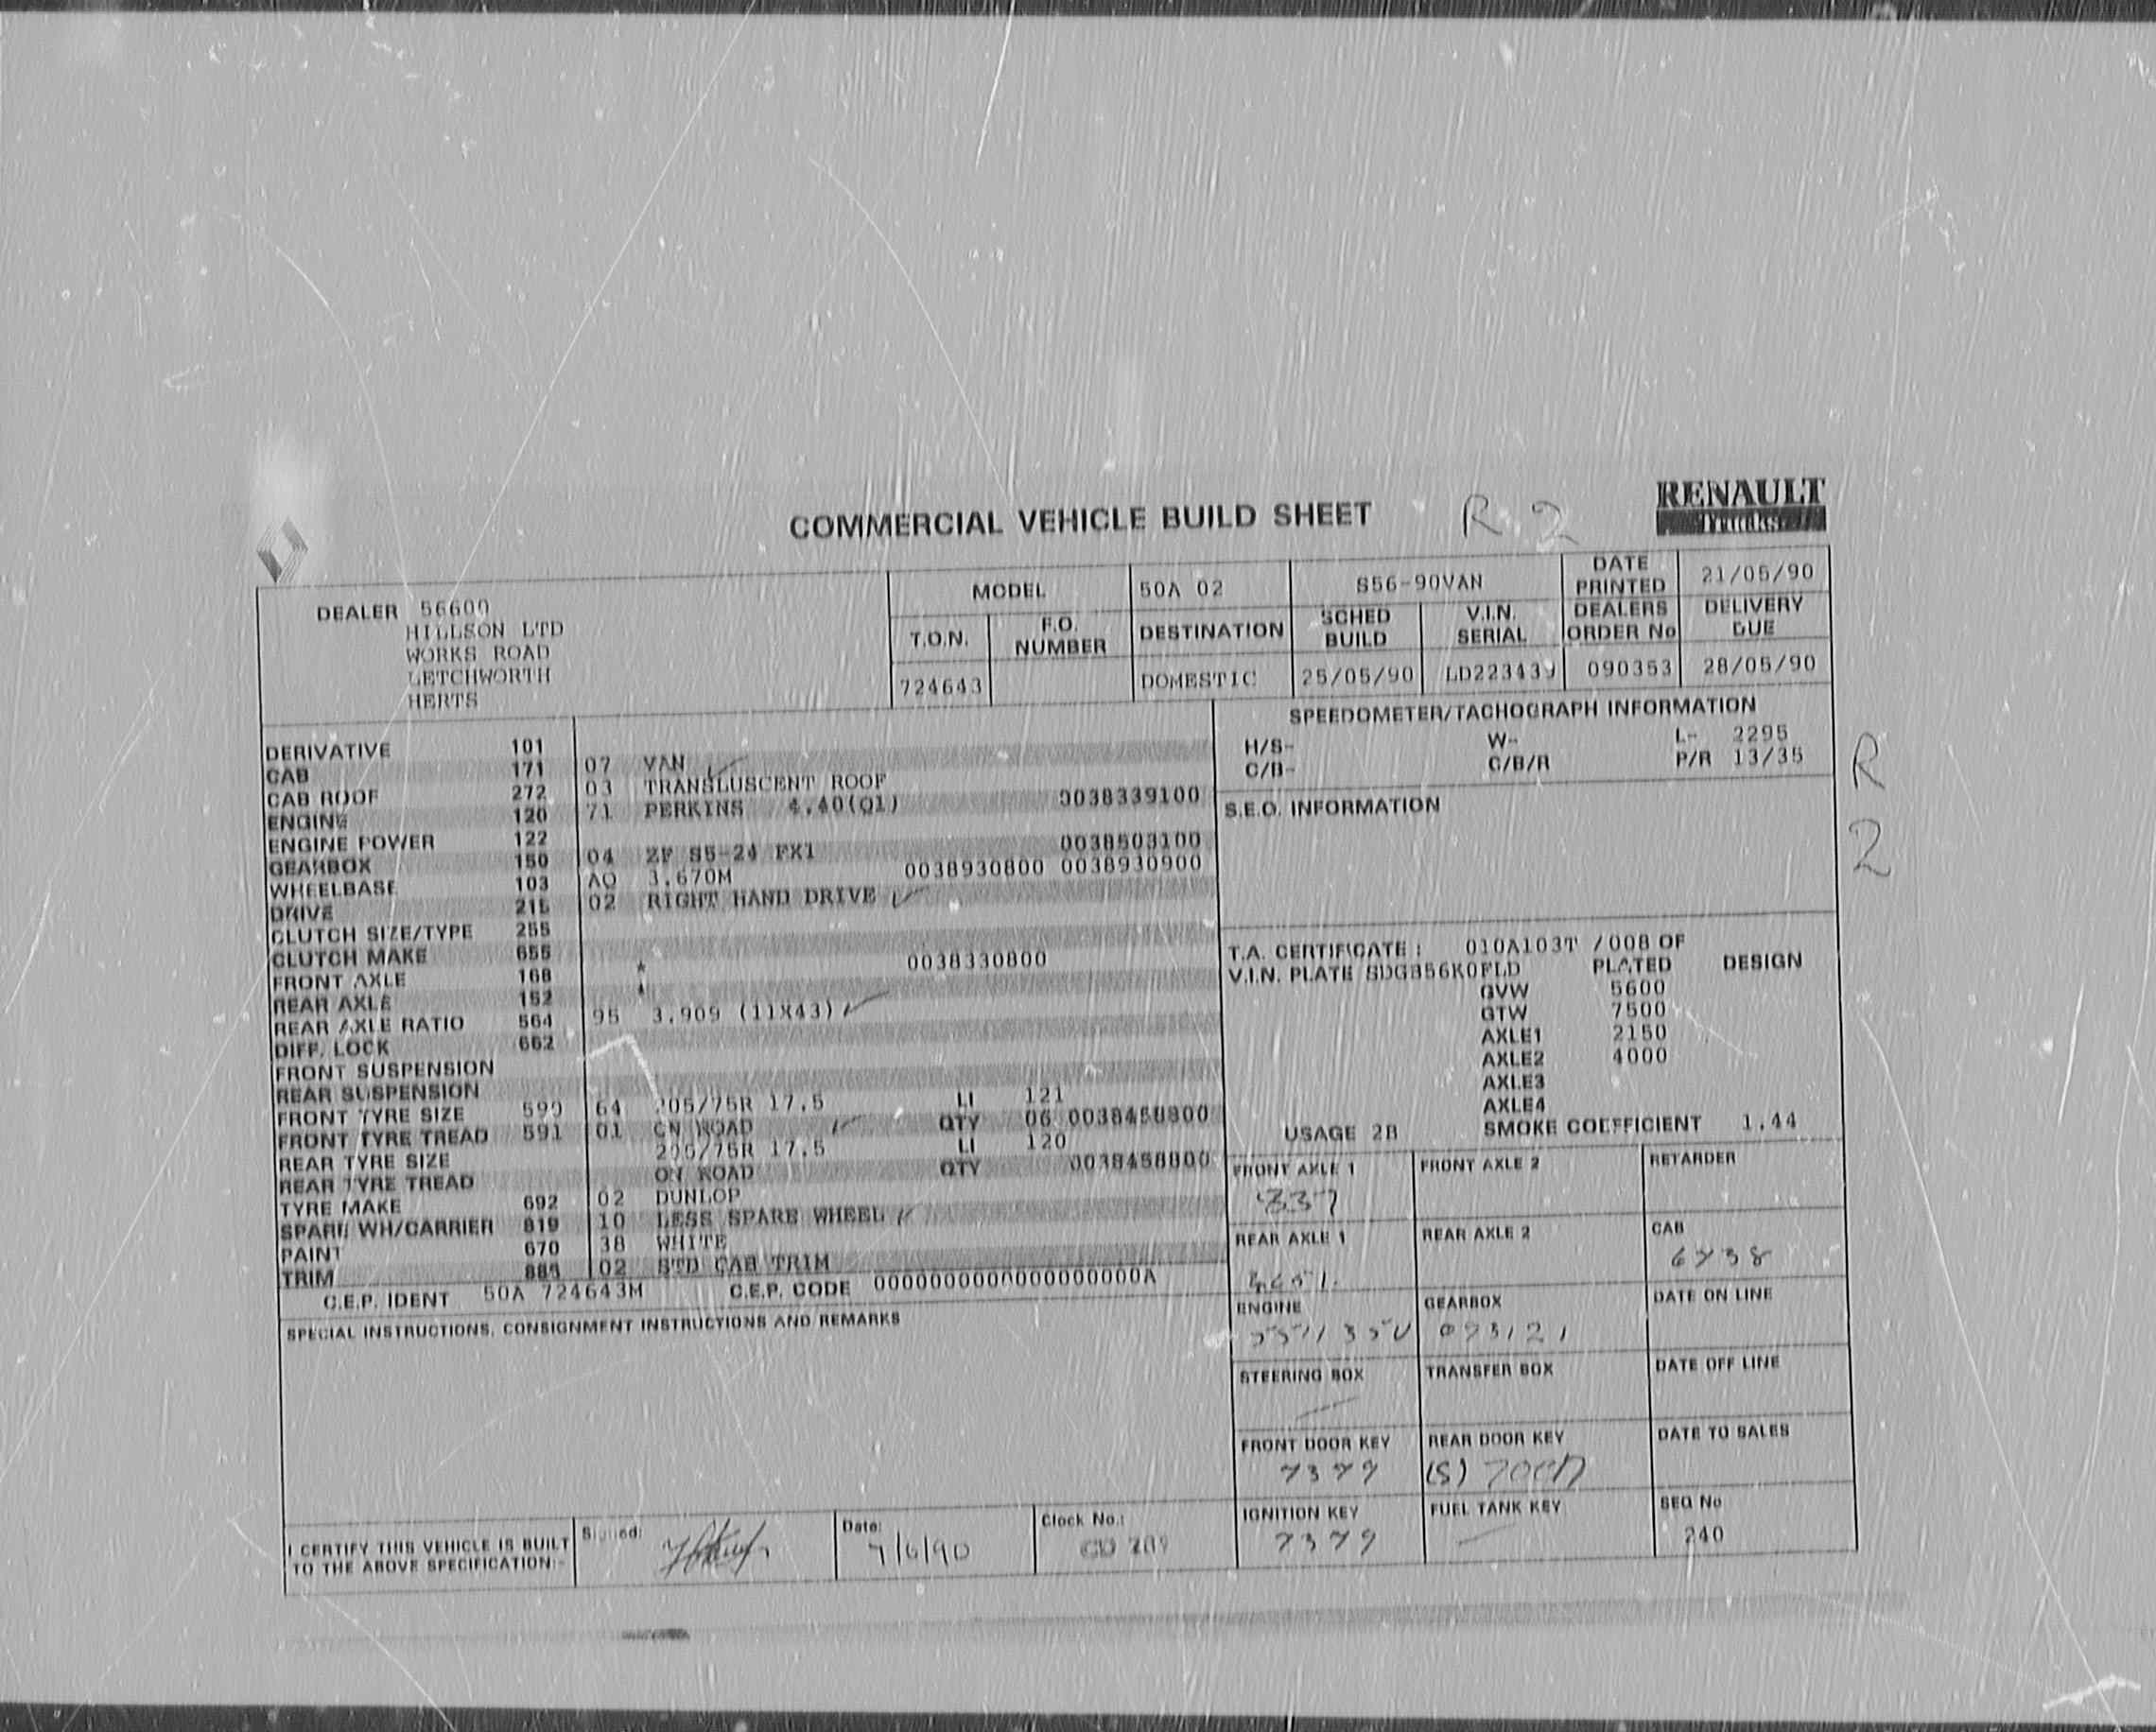 COMMERCIAL VEHICLE BUILD SHEET R.2
RENAULT
Trucks
DEALER 56600
HILLSON LTD
WORKS ROAD
LETCHWORTH
HERTS
MODEL 50A 02 S56-90VAN DATE PRINTED 21/05/90
T.O.N. F.O. NUMBER DESTINATION SCHED BUILD V.I.N. SERIAL DEALERS ORDER No DELIVERY DUE
724643 DOMESTIC 25/05/90 LD223439 090353 28/05/90
DERIVATIVE 101
CAB 171 07 VAN
CAB ROOF 272 03 TRANSLUSCENT ROOF
ENGINE 120 71 PERKINS 4.40(Q1) 0038339100
ENGINE POWER 122
GEARBOX 150 04 ZF S5-24 FX1 0038503100
WHEELBASE 103 AO 3.670M 0038930800 0038930900
DRIVE 215 02 RIGHT HAND DRIVE
CLUTCH SIZE/TYPE 255
CLUTCH MAKE 655
FRONT AXLE 168 * 0038330800
REAR AXLE 152 *
REAR AXLE RATIO 564 95 3.909 (11X43)
DIFF. LOCK 662
FRONT SUSPENSION
REAR SUSPENSION
FRONT TYRE SIZE 590 64 205/75R 17.5 LI 121
FRONT TYRE TREAD 591 01 ON ROAD QTY 06 0038458800
REAR TYRE SIZE 205/75R 17.5 LI 120
REAR TYRE TREAD ON ROAD QTY 0038458800
TYRE MAKE 692 02 DUNLOP
SPARE WH/CARRIER 819 10 LESS SPARE WHEEL
PAINT 670 38 WHITE
TRIM 02 STD CAB TRIM
C.E.P. IDENT 50A 724643M C.E.P. CODE
SPECIAL INSTRUCTIONS, CONSIGNMENT INSTRUCTIONS AND REMARKS
SPEEDOMETER/TACHOGRAPH INFORMATION
H/S- W- L- 2295
C/B- C/B/R P/R 13/35
R
2
S.E.O. INFORMATION
T.A. CERTIFICATE : 010A103T /008 OF
V.I.N. PLATE SDGB56K0FLD PLATED DESIGN
GVW 5600
GTW 7500
AXLE1 2150
AXLE2 4000
AXLE3
AXLE4
USAGE 2B SMOKE COEFFICIENT 1.44
FRONT AXLE 1 FRONT AXLE 2 RETARDER
837
REAR AXLE 1 REAR AXLE 2 CAB
ENGINE GEARBOX DATE ON LINE
093121
STEERING BOX TRANSFER BOX DATE OFF LINE
FRONT DOOR KEY REAR DOOR KEY DATE TO SALES
7379 (S)
IGNITION KEY FUEL TANK KEY SEQ No
7379 240
I CERTIFY THIS VEHICLE IS BUILT
TO THE ABOVE SPECIFICATION:-
Signed:
Date: 7/6/90
Clock No.: CD 289